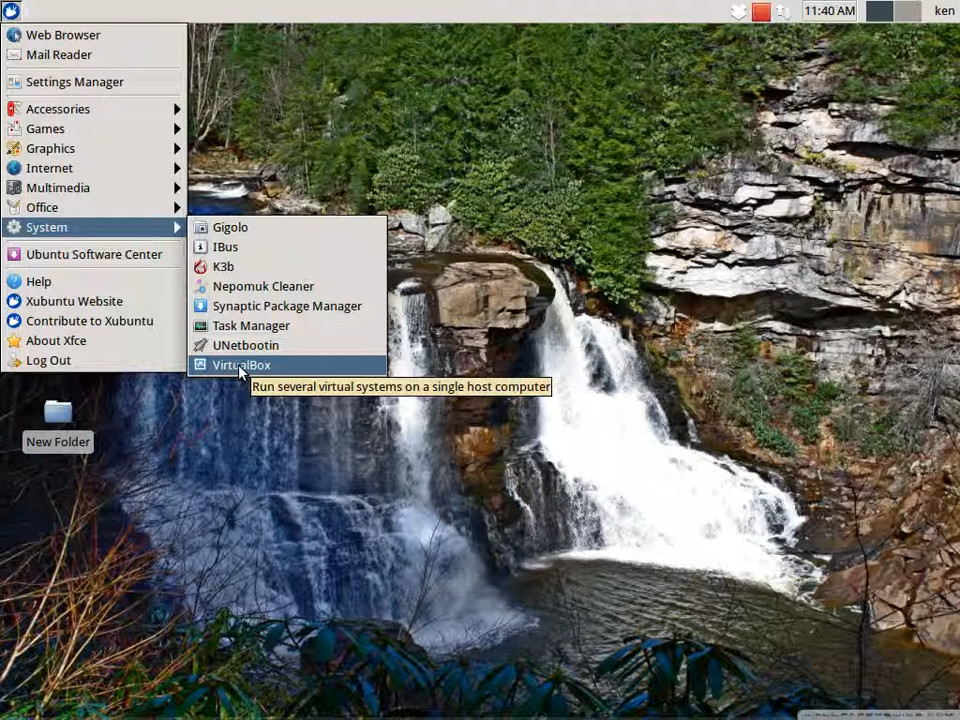 11:40 AM
ken
Web Browser
Mail Reader
Settings Manager
Accessories
Games
Graphics
Internet
Multimedia
Office
System
Ubuntu Software Center
Help
Xubuntu Website
Contribute to Xubuntu
About Xfce
Log Out
Gigolo
IBus
K3b
Nepomuk Cleaner
Synaptic Package Manager
Task Manager
UNetbootin
VirtualBox
Run several virtual systems on a single host computer
New Folder